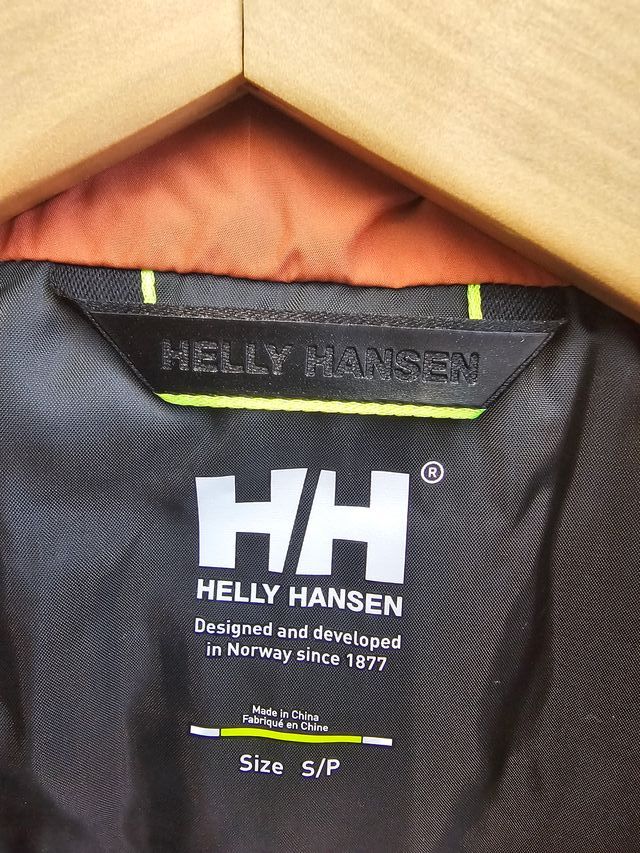 HELLY HANSEN
HH ®
HELLY HANSEN
Designed and developed
in Norway since 1877
Made in China
Fabriqué en Chine
Size S/P